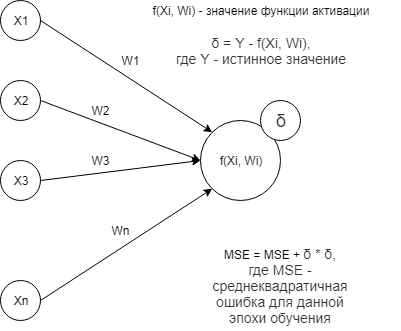 X1
f(Xi, Wi) - значение функции активации
δ = Y - f(Xi, Wi),
где Y - истинное значение
W1
X2
W2
δ
X3
W3
f(Xi, Wi)
Wn
Xn
MSE = MSE + δ * δ,
где MSE -
среднеквадратичная
ошибка для данной
эпохи обучения